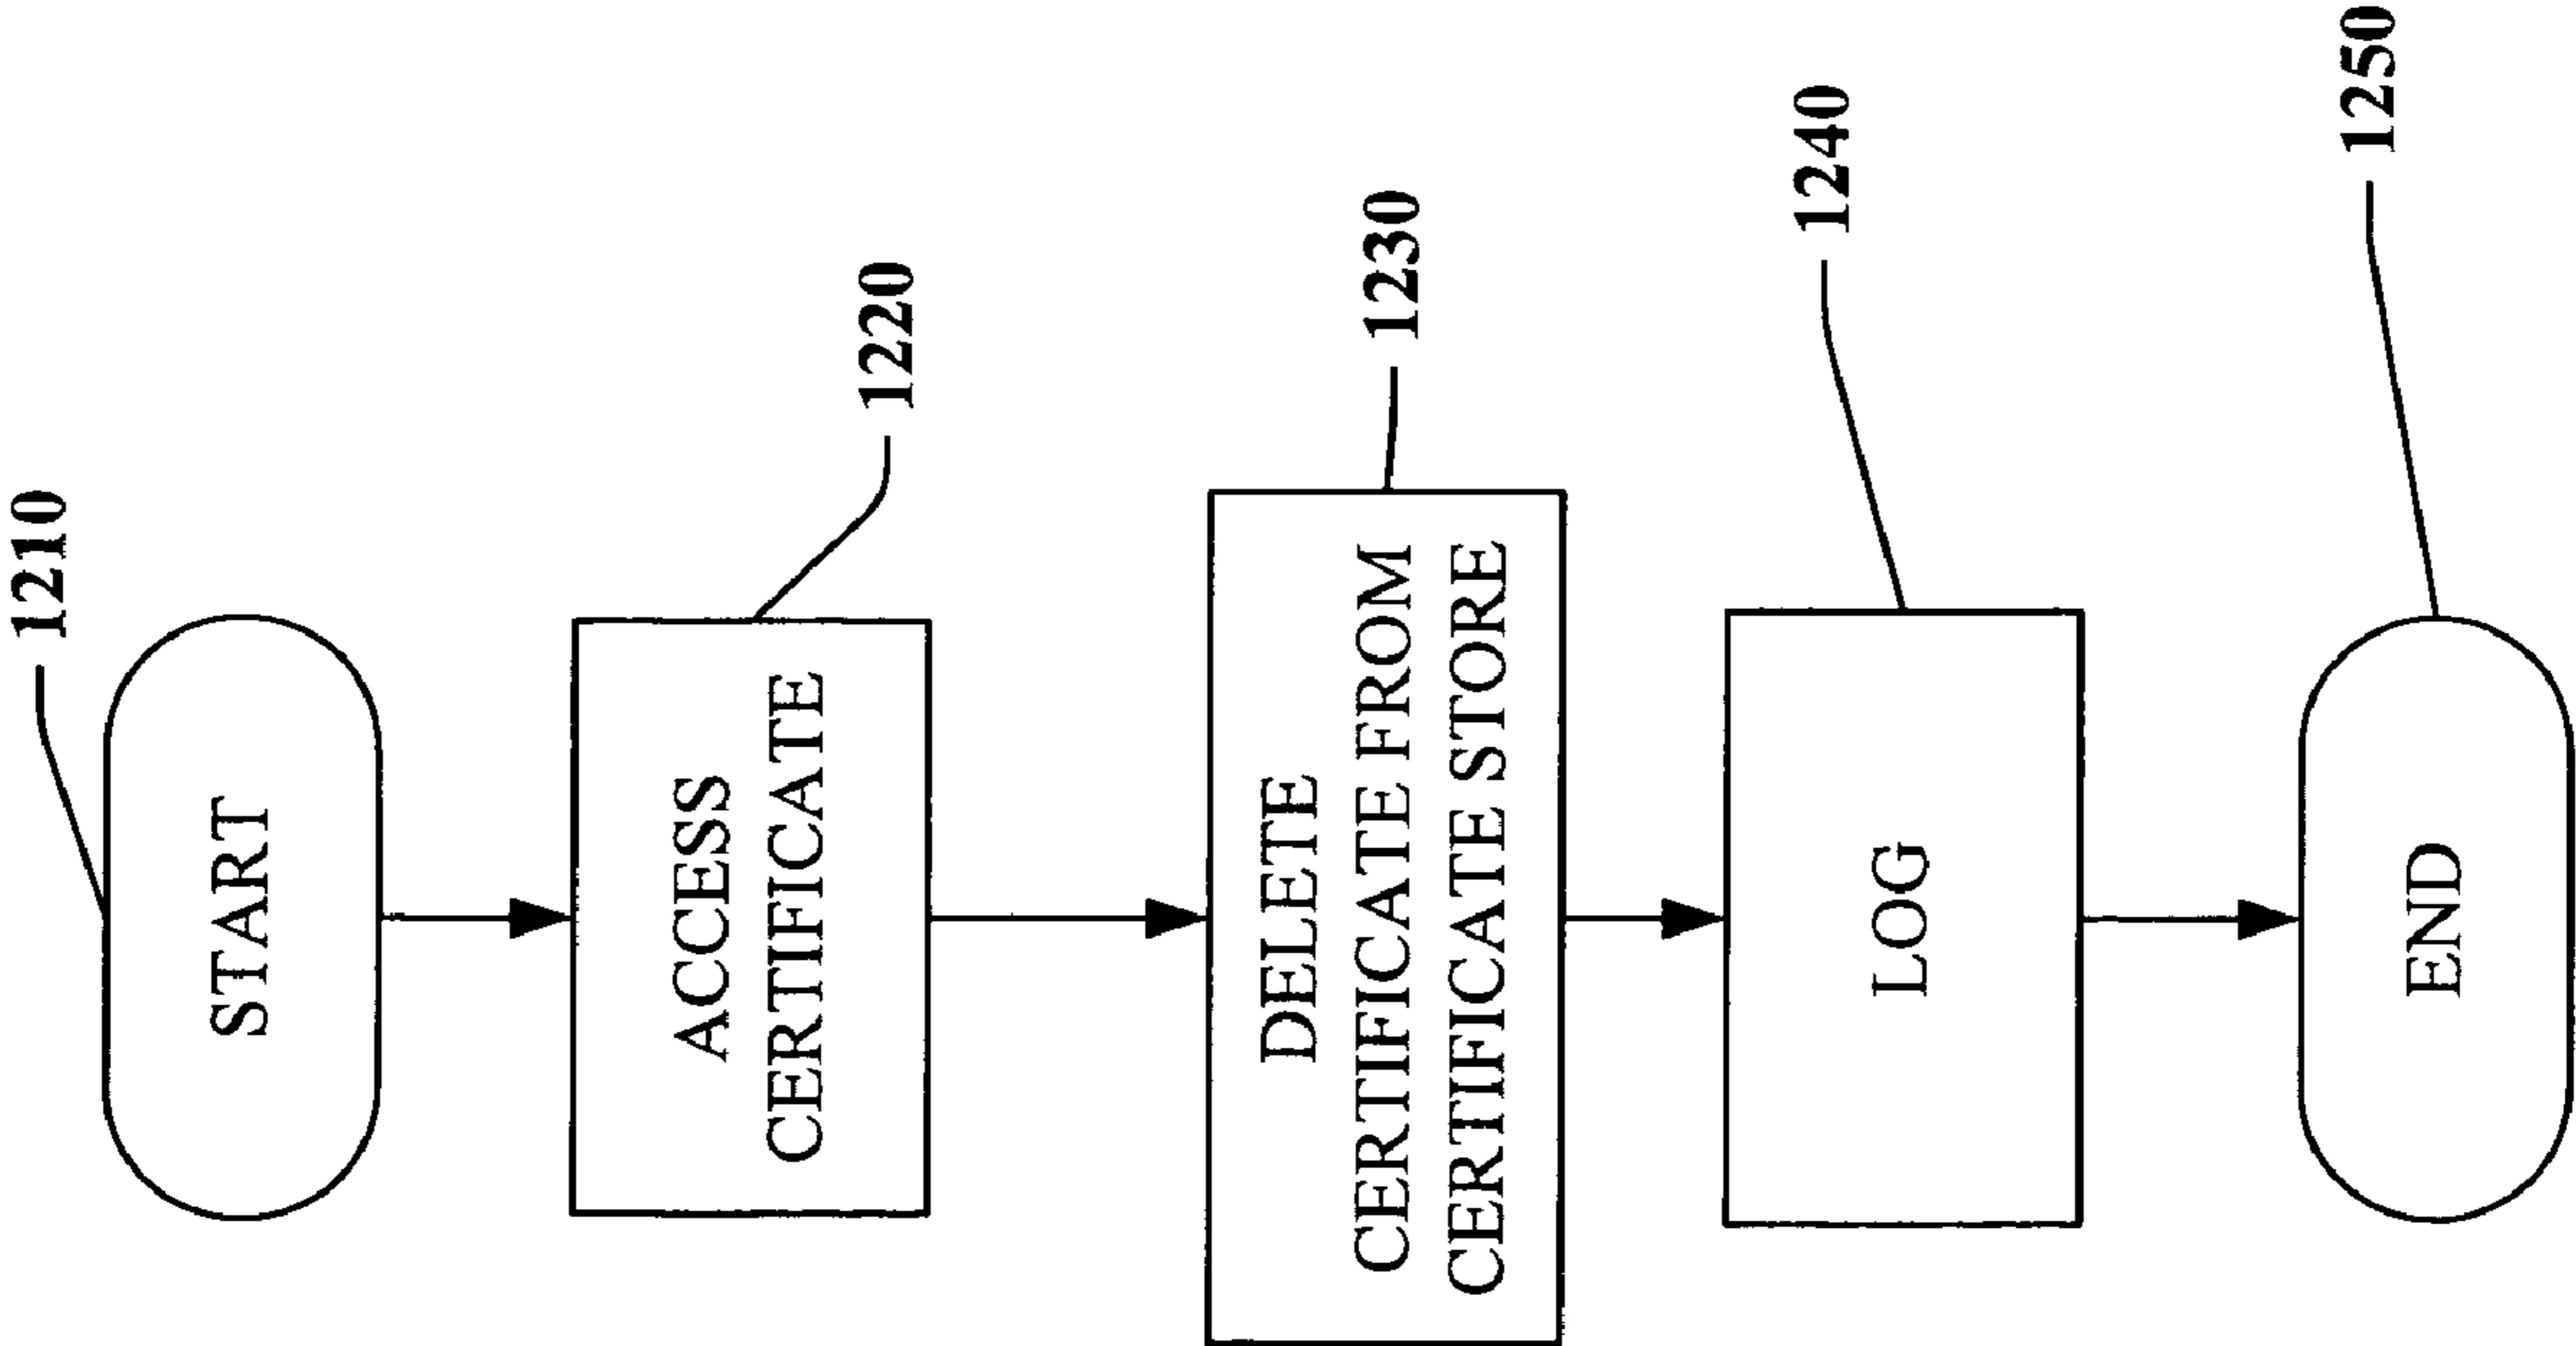 1210
START
1220
ACCESS
CERTIFICATE
1230
DELETE
CERTIFICATE FROM
CERTIFICATE STORE
1240
LOG
1250
END